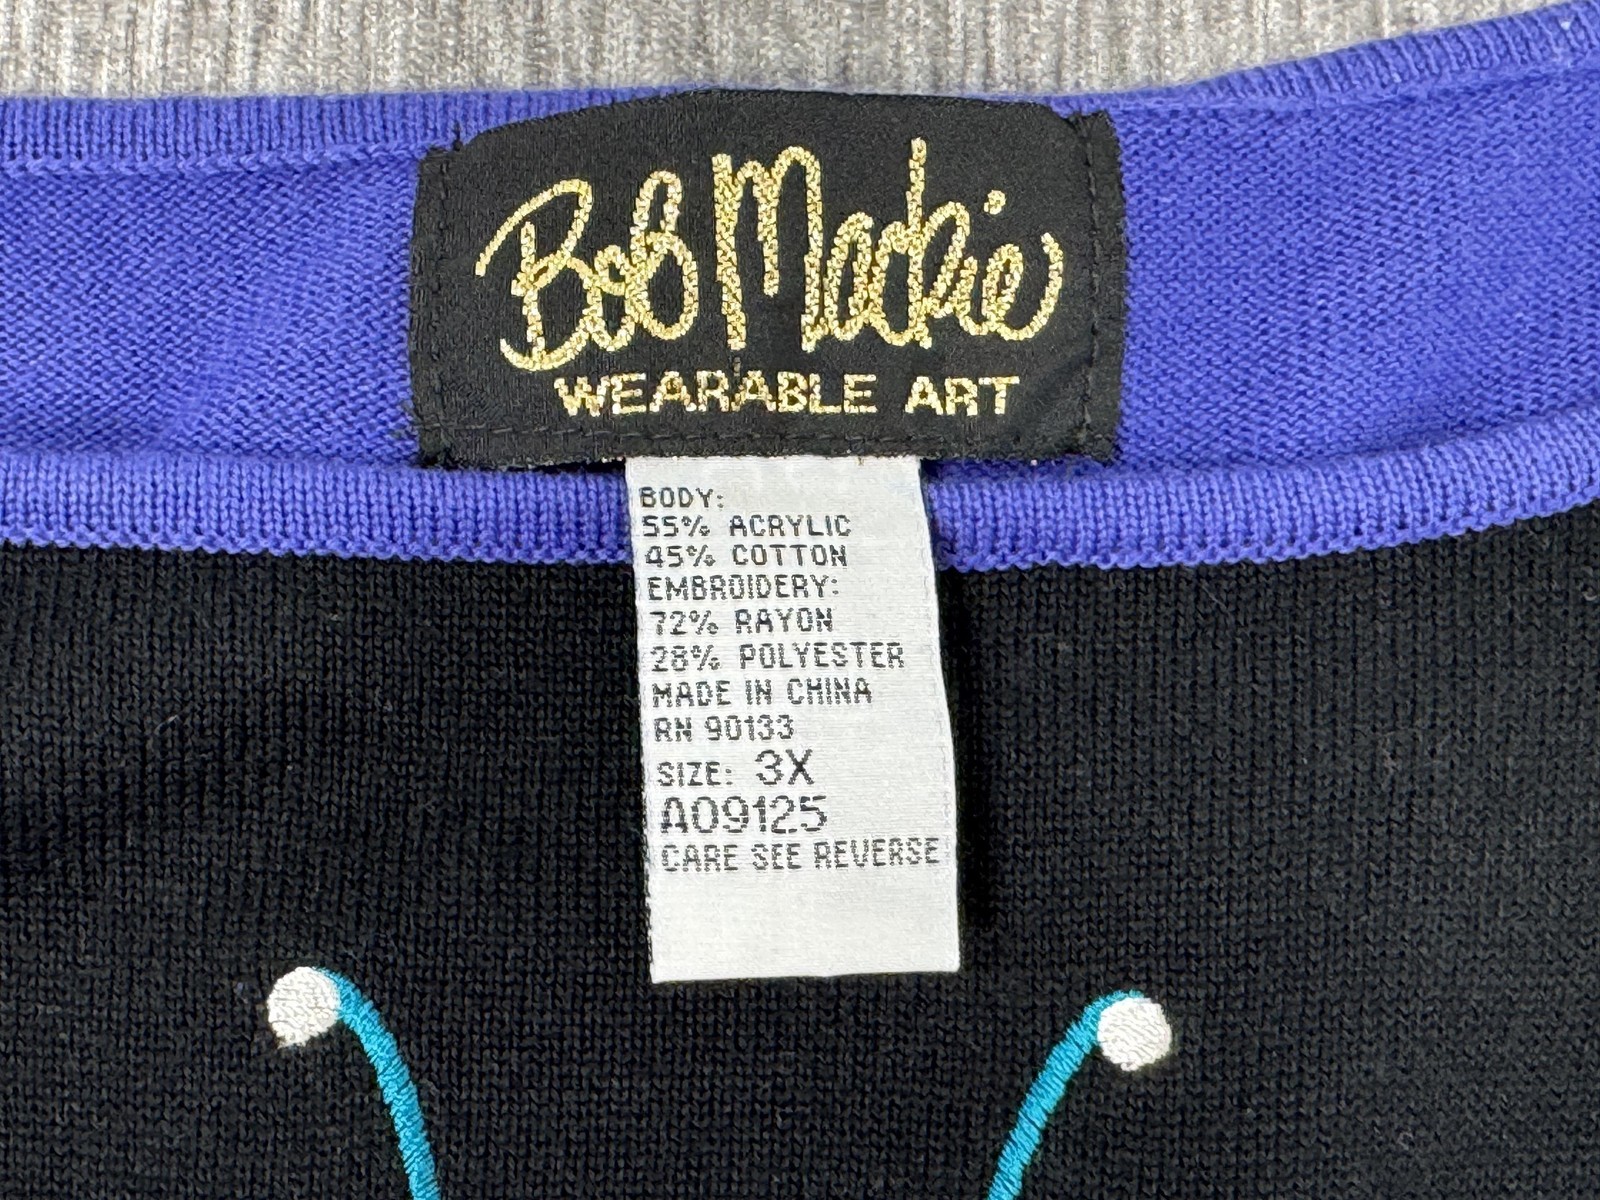 Bob Mackie
WEARABLE ART
BODY:
55% ACRYLIC
45% COTTON
EMBROIDERY:
72% RAYON
28% POLYESTER
MADE IN CHINA
RN 90133
SIZE: 3X
A09125
CARE SEE REVERSE